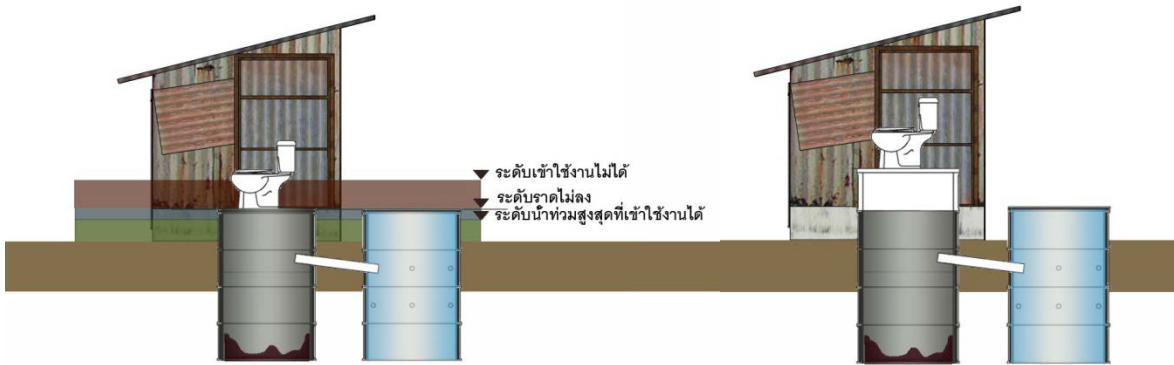 ระดับเข้าใช้งานไม่ได้
ระดับราดไม่ลง
ระดับน้ำท่วมสูงสุดที่เข้าใช้งานได้